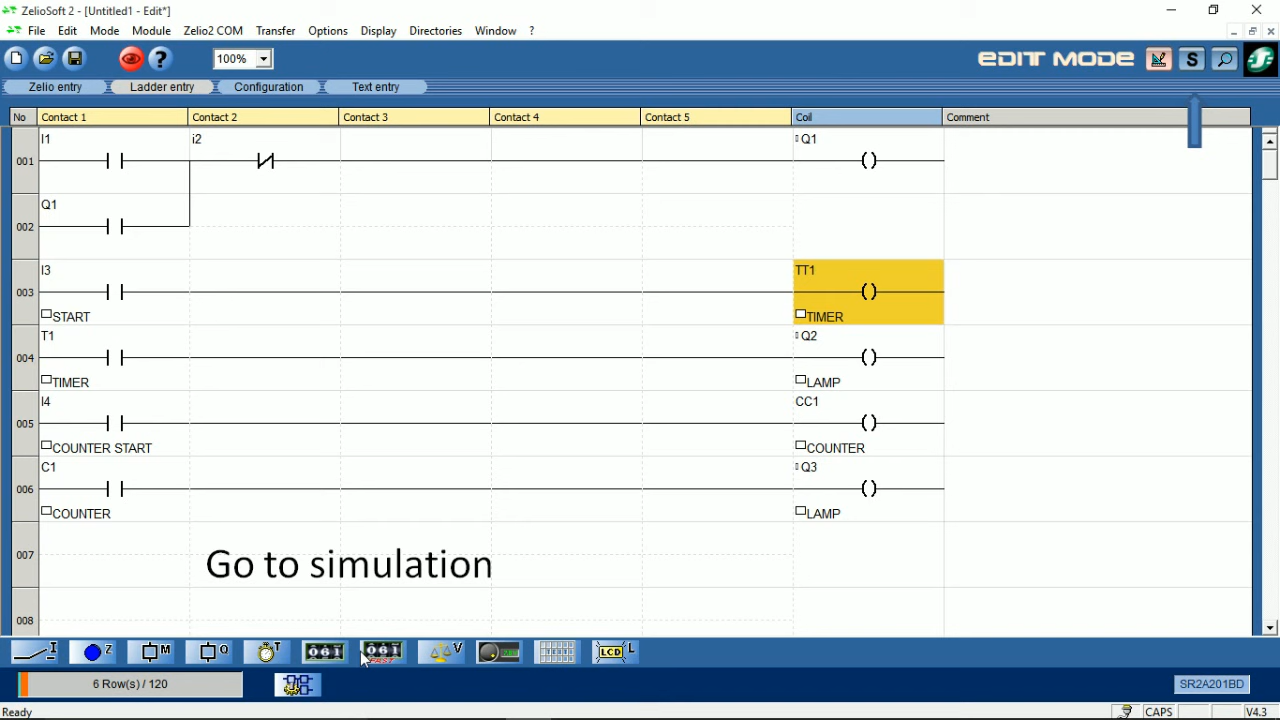 ZelioSoft 2 - [Untitled1 - Edit*]
File Edit Mode Module Zelio2 COM Transfer Options Display Directories Window ?
? 100% EDIT MODE S
Zelio entry Ladder entry Configuration Text entry
No Contact 1 Contact 2 Contact 3 Contact 4 Contact 5 Coil Comment
I1 i2 Q1
001
Q1
002
I3 TT1
003
START TIMER
T1 Q2
004
TIMER LAMP
I4 CC1
005
COUNTER START COUNTER
C1 Q3
006
COUNTER LAMP
007
Go to simulation
008
I Z M O T 061 061 FAST V LCD L
6 Row(s) / 120 SR2A201BD
Ready CAPS V4.3